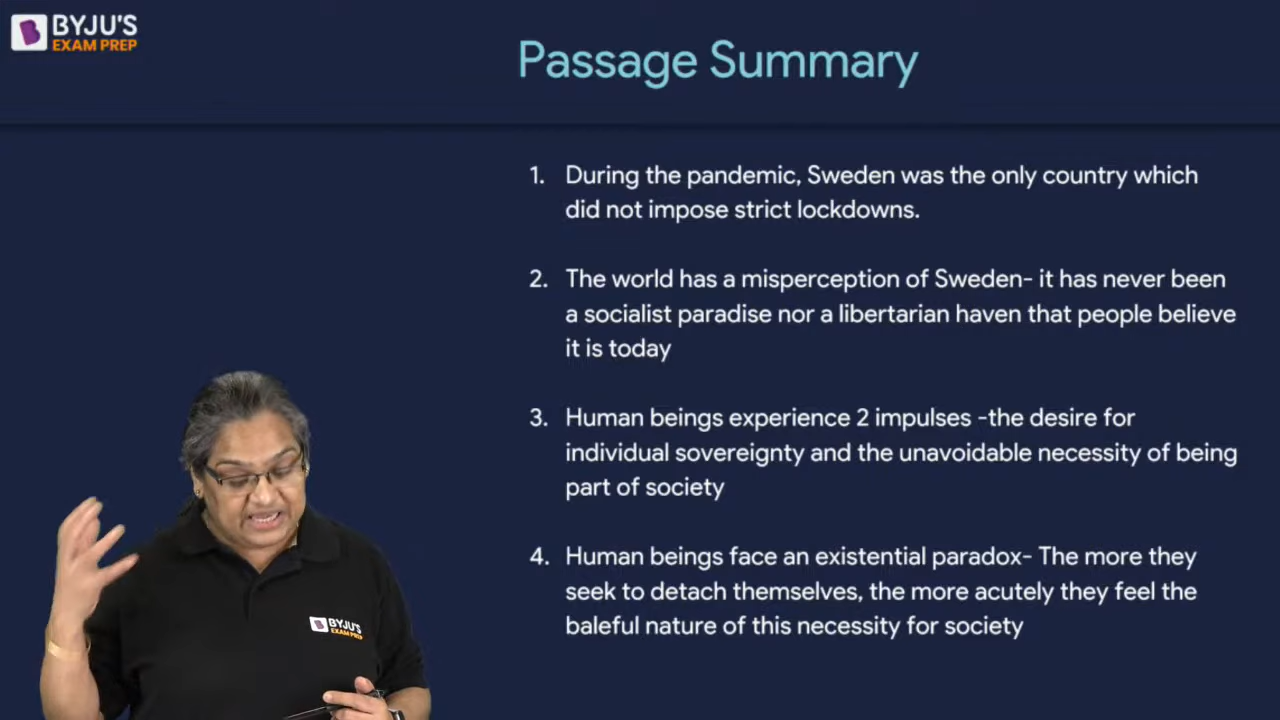 BYJU'S
EXAM PREP
Passage Summary
1. During the pandemic, Sweden was the only country which
did not impose strict lockdowns.
2. The world has a misperception of Sweden- it has never been
a socialist paradise nor a libertarian haven that people believe
it is today
3. Human beings experience 2 impulses -the desire for
individual sovereignty and the unavoidable necessity of being
part of society
4. Human beings face an existential paradox- The more they
seek to detach themselves, the more acutely they feel the
baleful nature of this necessity for society
BYJU'S
EXAM PREP